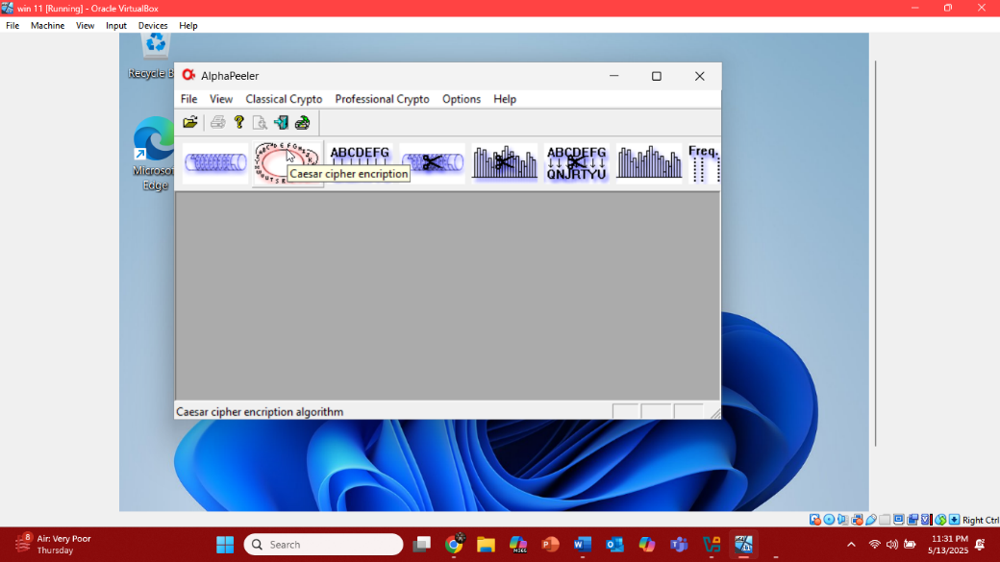 win 11 [Running] - Oracle VirtualBox
File Machine View Input Devices Help
Recycle B
Microsof
Edge
AlphaPeeler
File View Classical Crypto Professional Crypto Options Help
ABCDEFG
ABCDEFG
QNJRTYU
Freq.
Caesar cipher encription
Caesar cipher encription algorithm
Right Ctrl
8
Air: Very Poor
Thursday
Search
M365
11:31 PM
5/13/2025